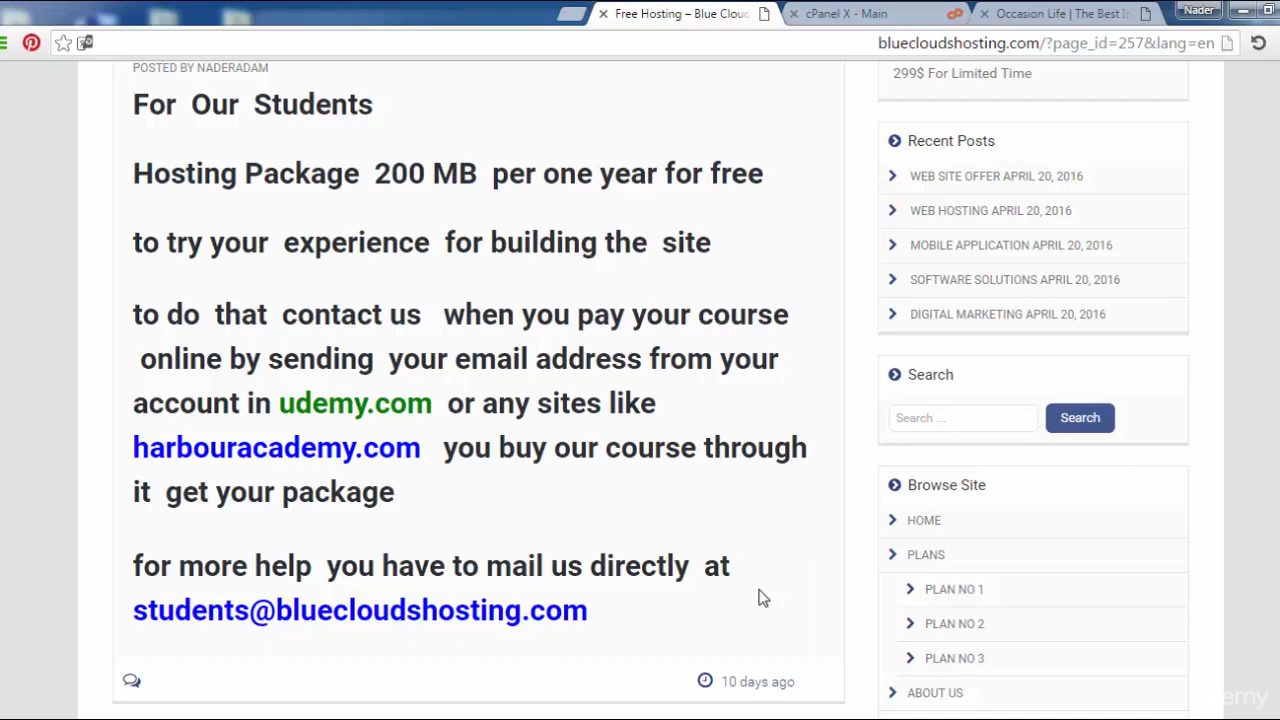 Free Hosting – Blue Clou
cPanel X - Main
Occasion Life | The Best I
Nader
bluecloudshosting.com/?page_id=257&lang=en
POSTED BY NADERADAM
For Our Students
Hosting Package 200 MB per one year for free
to try your experience for building the site
to do that contact us when you pay your course
online by sending your email address from your
account in udemy.com or any sites like
harbouracademy.com you buy our course through
it get your package
for more help you have to mail us directly at
students@bluecloudshosting.com
10 days ago
299$ For Limited Time
Recent Posts
WEB SITE OFFER APRIL 20, 2016
WEB HOSTING APRIL 20, 2016
MOBILE APPLICATION APRIL 20, 2016
SOFTWARE SOLUTIONS APRIL 20, 2016
DIGITAL MARKETING APRIL 20, 2016
Search
Search ...
Search
Browse Site
HOME
PLANS
PLAN NO 1
PLAN NO 2
PLAN NO 3
ABOUT US